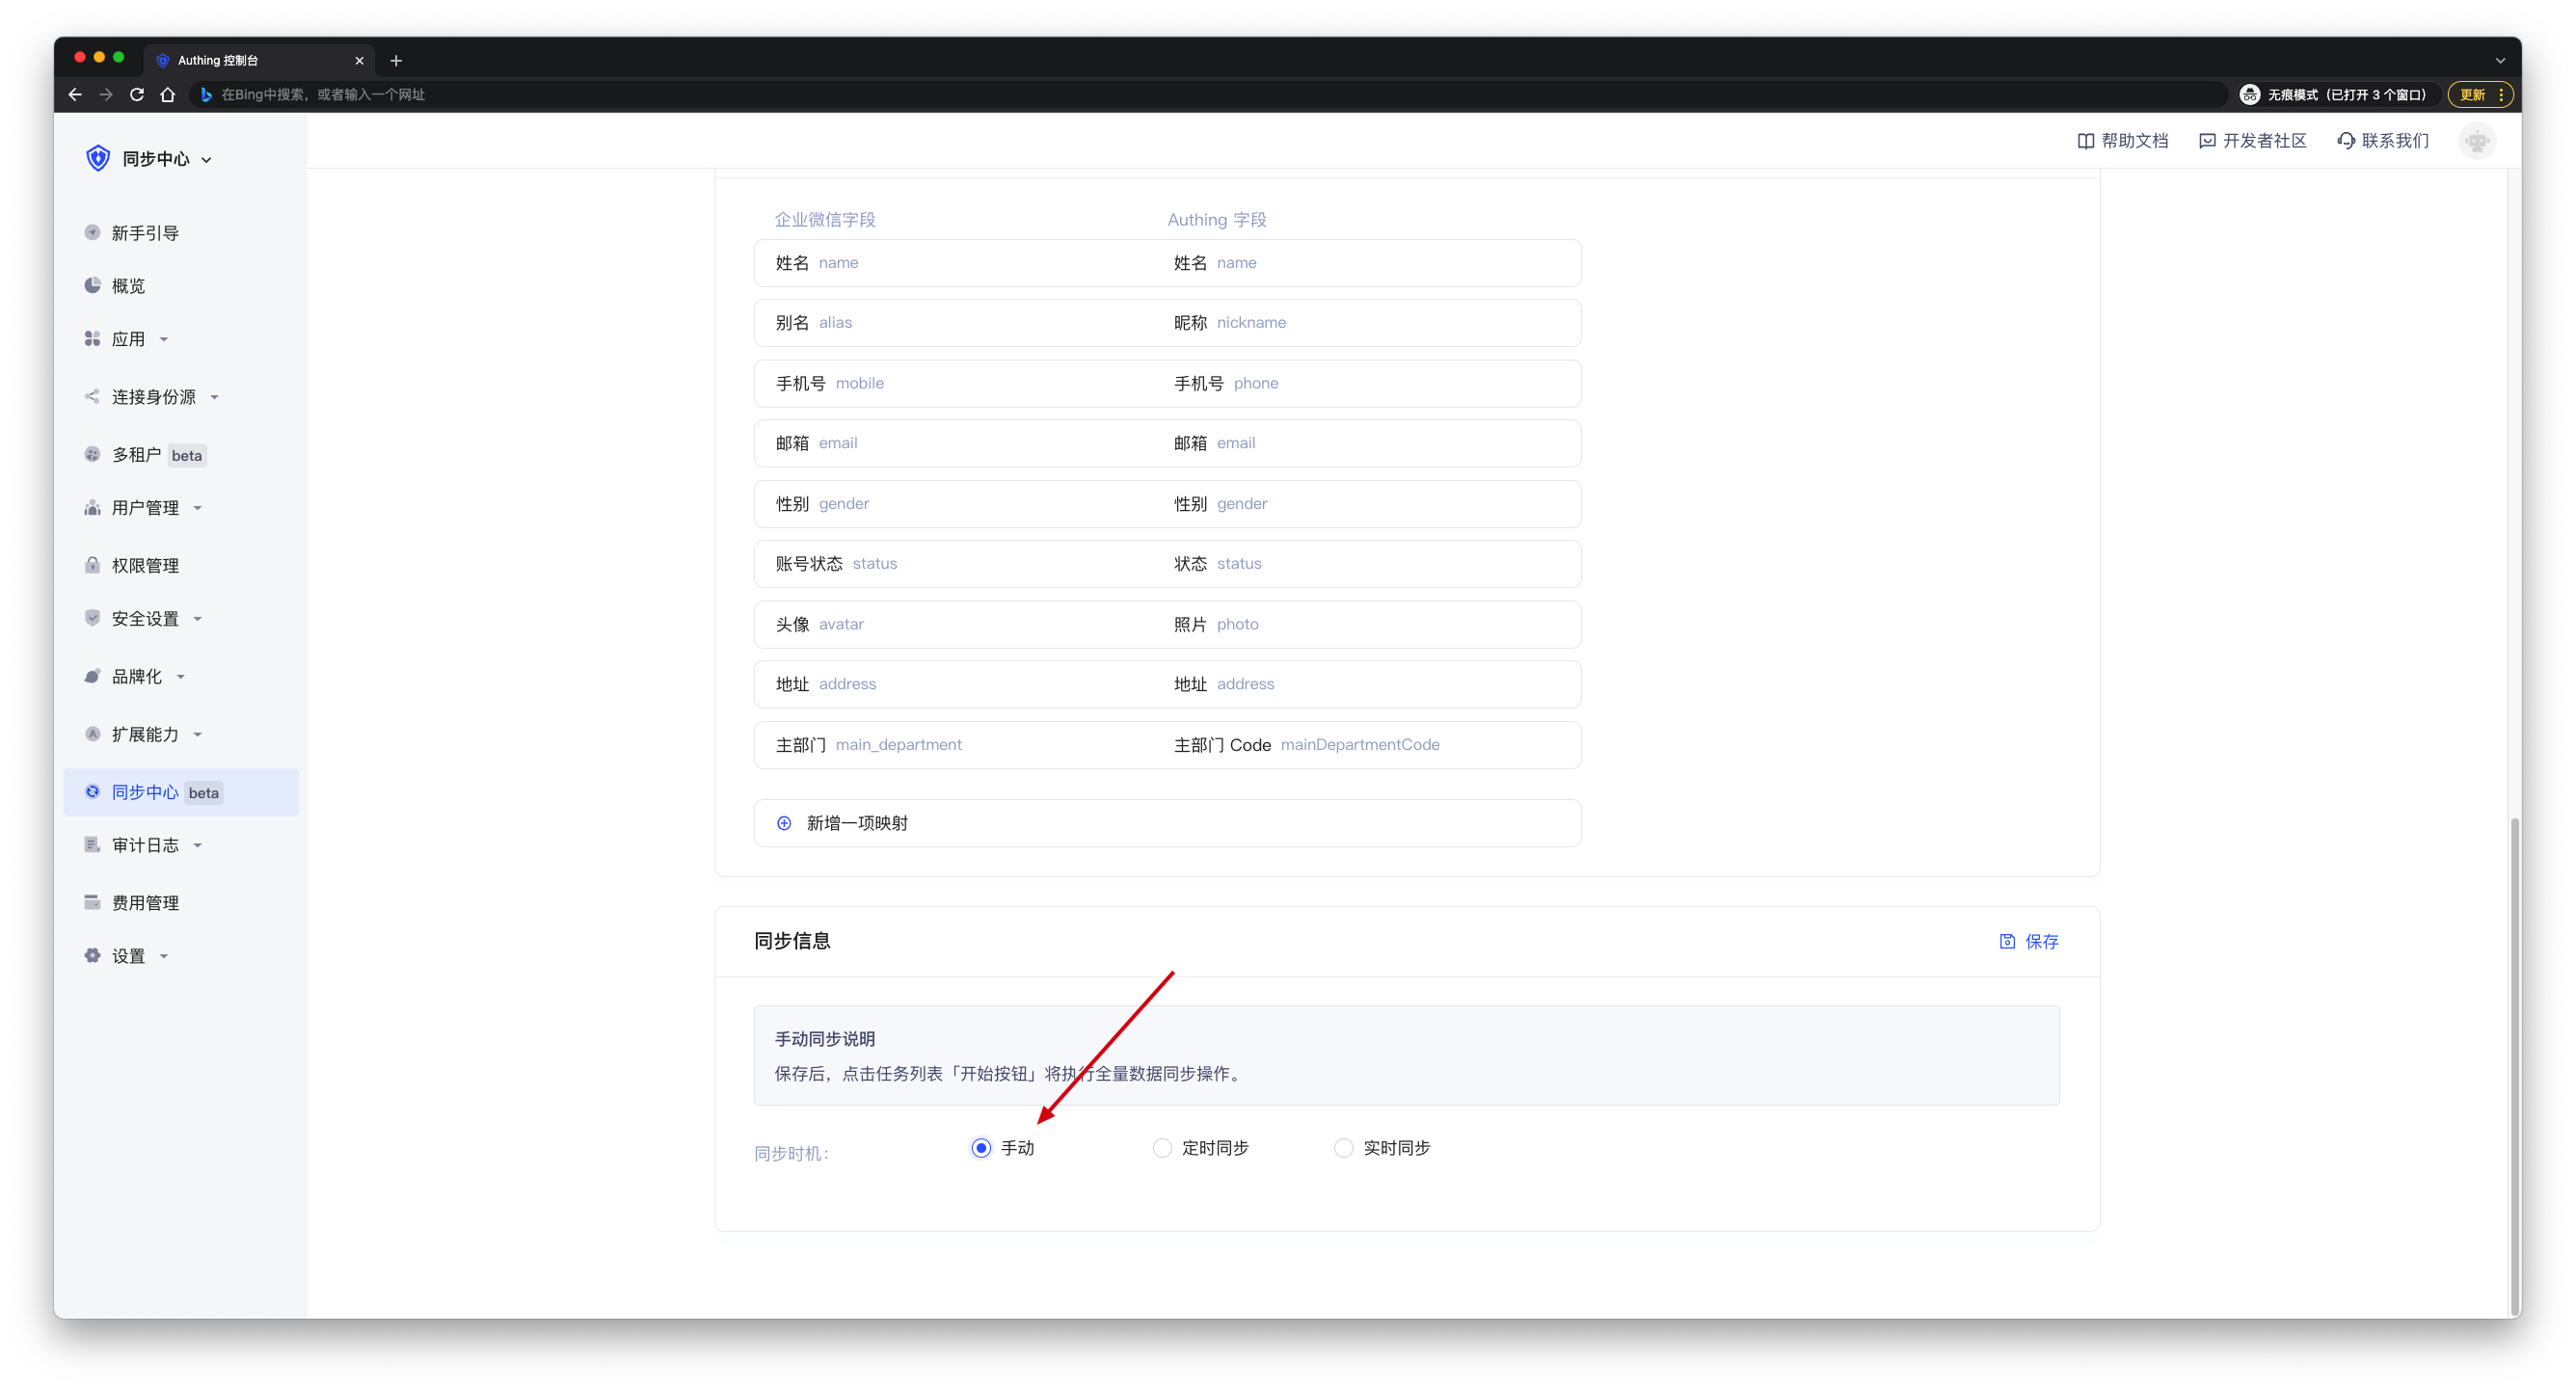 Authing 控制台
在Bing中搜索，或者输入一个网址
无痕模式（已打开 3 个窗口）
更新
同步中心
帮助文档
开发者社区
联系我们
新手引导
概览
应用
连接身份源
多租户 beta
用户管理
权限管理
安全设置
品牌化
扩展能力
同步中心 beta
审计日志
费用管理
设置
企业微信字段 Authing 字段
姓名 name 姓名 name
别名 alias 昵称 nickname
手机号 mobile 手机号 phone
邮箱 email 邮箱 email
性别 gender 性别 gender
账号状态 status 状态 status
头像 avatar 照片 photo
地址 address 地址 address
主部门 main_department 主部门 Code mainDepartmentCode
新增一项映射
同步信息
保存
手动同步说明
保存后，点击任务列表「开始按钮」将执行全量数据同步操作。
同步时机： 手动 定时同步 实时同步